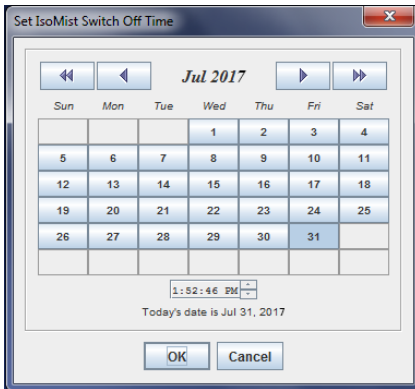 Set IsoMist Switch Off Time
Jul 2017
Sun Mon Tue Wed Thu Fri Sat
1 2 3 4
5 6 7 8 9 10 11
12 13 14 15 16 17 18
19 20 21 22 23 24 25
26 27 28 29 30 31
1:52:46 PM
Today's date is Jul 31, 2017
OK Cancel